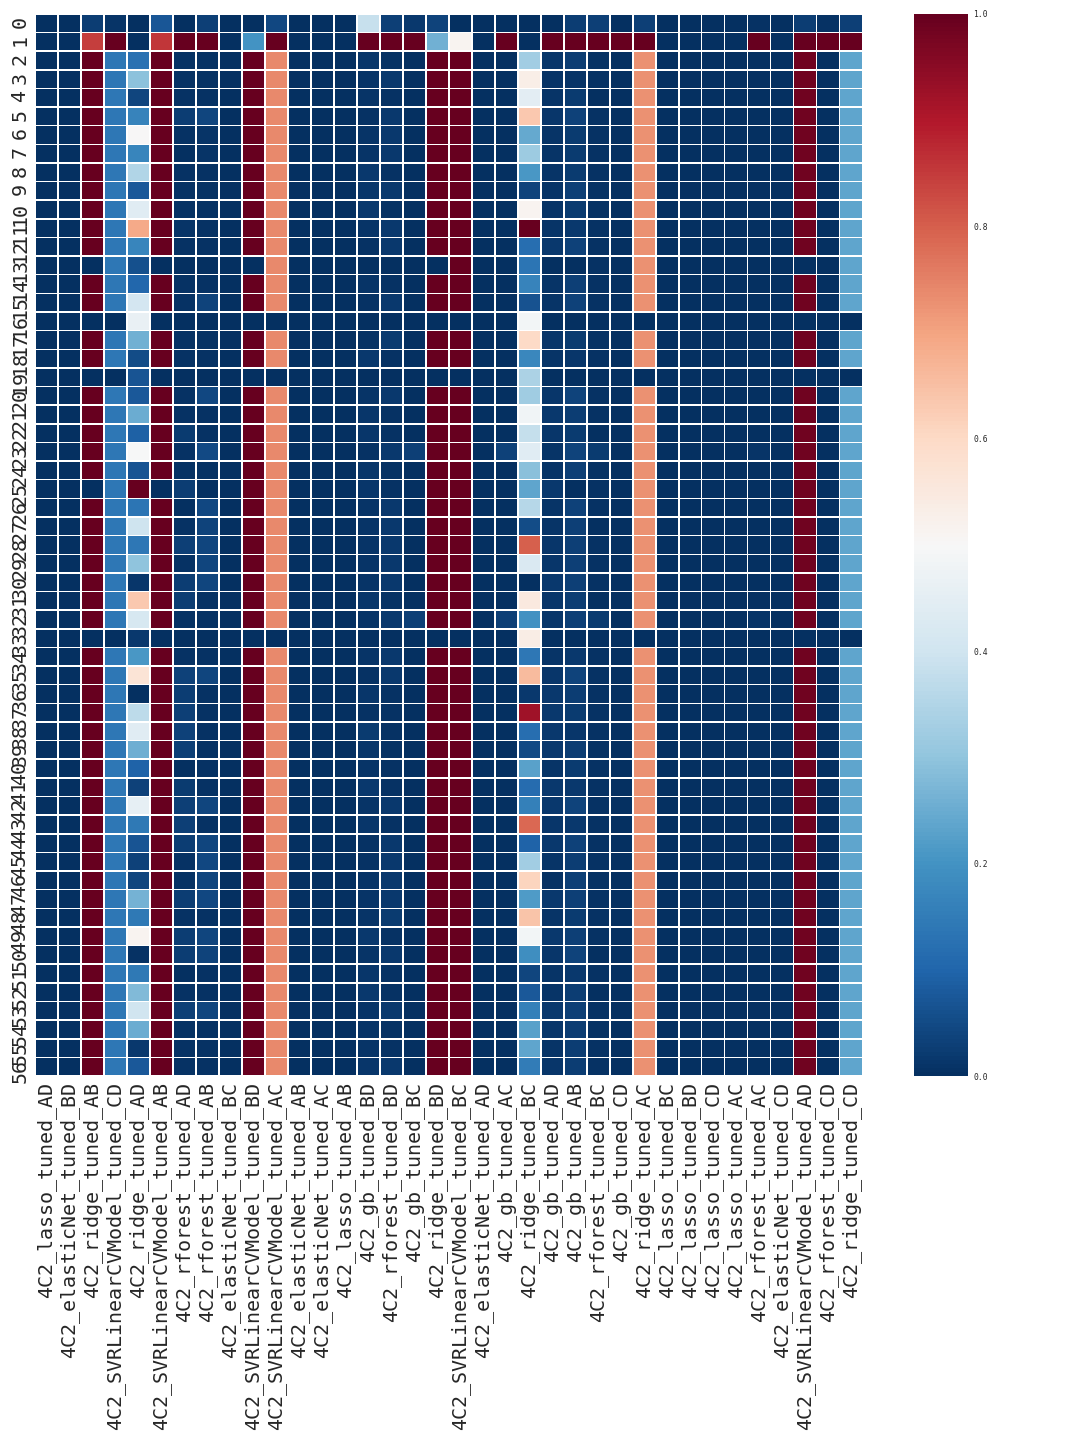 0
1
2
3
4
5
6
7
8
9
10
11
12
13
14
15
16
17
18
19
20
21
22
23
24
25
26
27
28
29
30
31
32
33
34
35
36
37
38
39
40
41
42
43
44
45
46
47
48
49
50
51
52
53
54
55
56
4C2_lasso_tuned_AD
4C2_elasticNet_tuned_BD
4C2_ridge_tuned_AB
4C2_SVRLinearCVModel_tuned_CD
4C2_ridge_tuned_AD
4C2_SVRLinearCVModel_tuned_AB
4C2_rforest_tuned_AD
4C2_rforest_tuned_AB
4C2_elasticNet_tuned_BC
4C2_SVRLinearCVModel_tuned_BD
4C2_SVRLinearCVModel_tuned_AC
4C2_elasticNet_tuned_AB
4C2_elasticNet_tuned_AC
4C2_lasso_tuned_AB
4C2_gb_tuned_BD
4C2_rforest_tuned_BD
4C2_gb_tuned_BC
4C2_ridge_tuned_BD
4C2_SVRLinearCVModel_tuned_BC
4C2_elasticNet_tuned_AD
4C2_gb_tuned_AC
4C2_ridge_tuned_BC
4C2_gb_tuned_AD
4C2_gb_tuned_AB
4C2_rforest_tuned_BC
4C2_gb_tuned_CD
4C2_ridge_tuned_AC
4C2_lasso_tuned_BC
4C2_lasso_tuned_BD
4C2_lasso_tuned_CD
4C2_lasso_tuned_AC
4C2_rforest_tuned_AC
4C2_elasticNet_tuned_CD
4C2_SVRLinearCVModel_tuned_AD
4C2_rforest_tuned_CD
4C2_ridge_tuned_CD
1.0
0.8
0.6
0.4
0.2
0.0